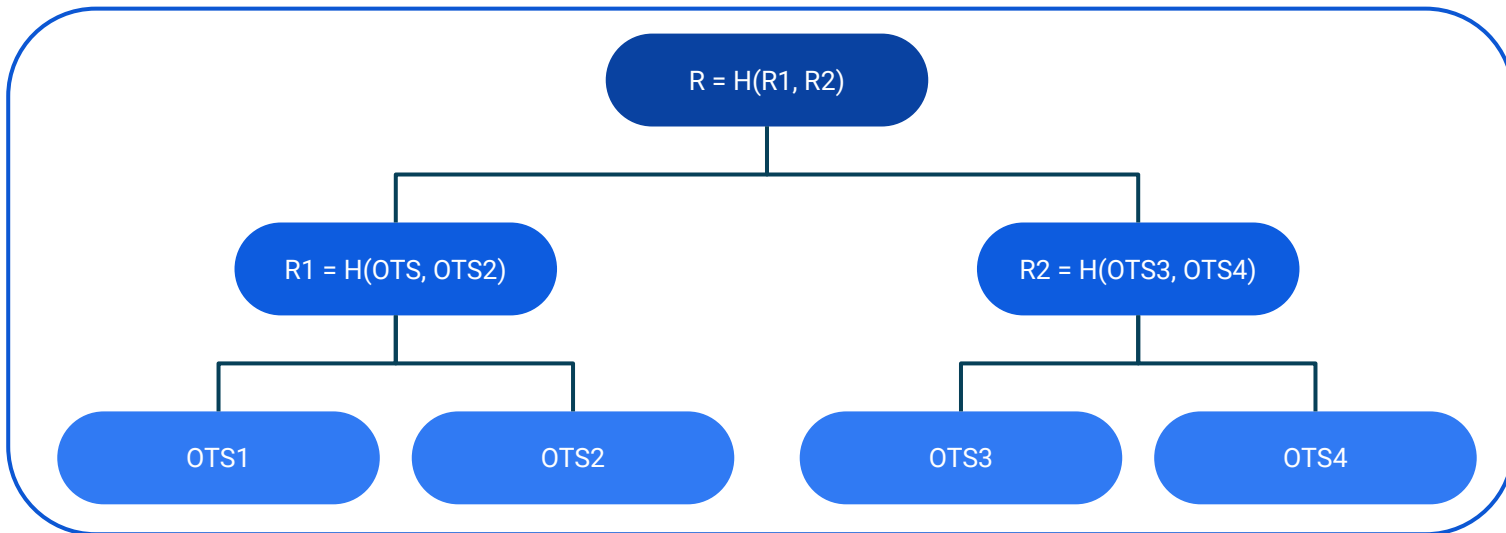 R = H(R1, R2)
R1 = H(OTS, OTS2)
R2 = H(OTS3, OTS4)
OTS1
OTS2
OTS3
OTS4